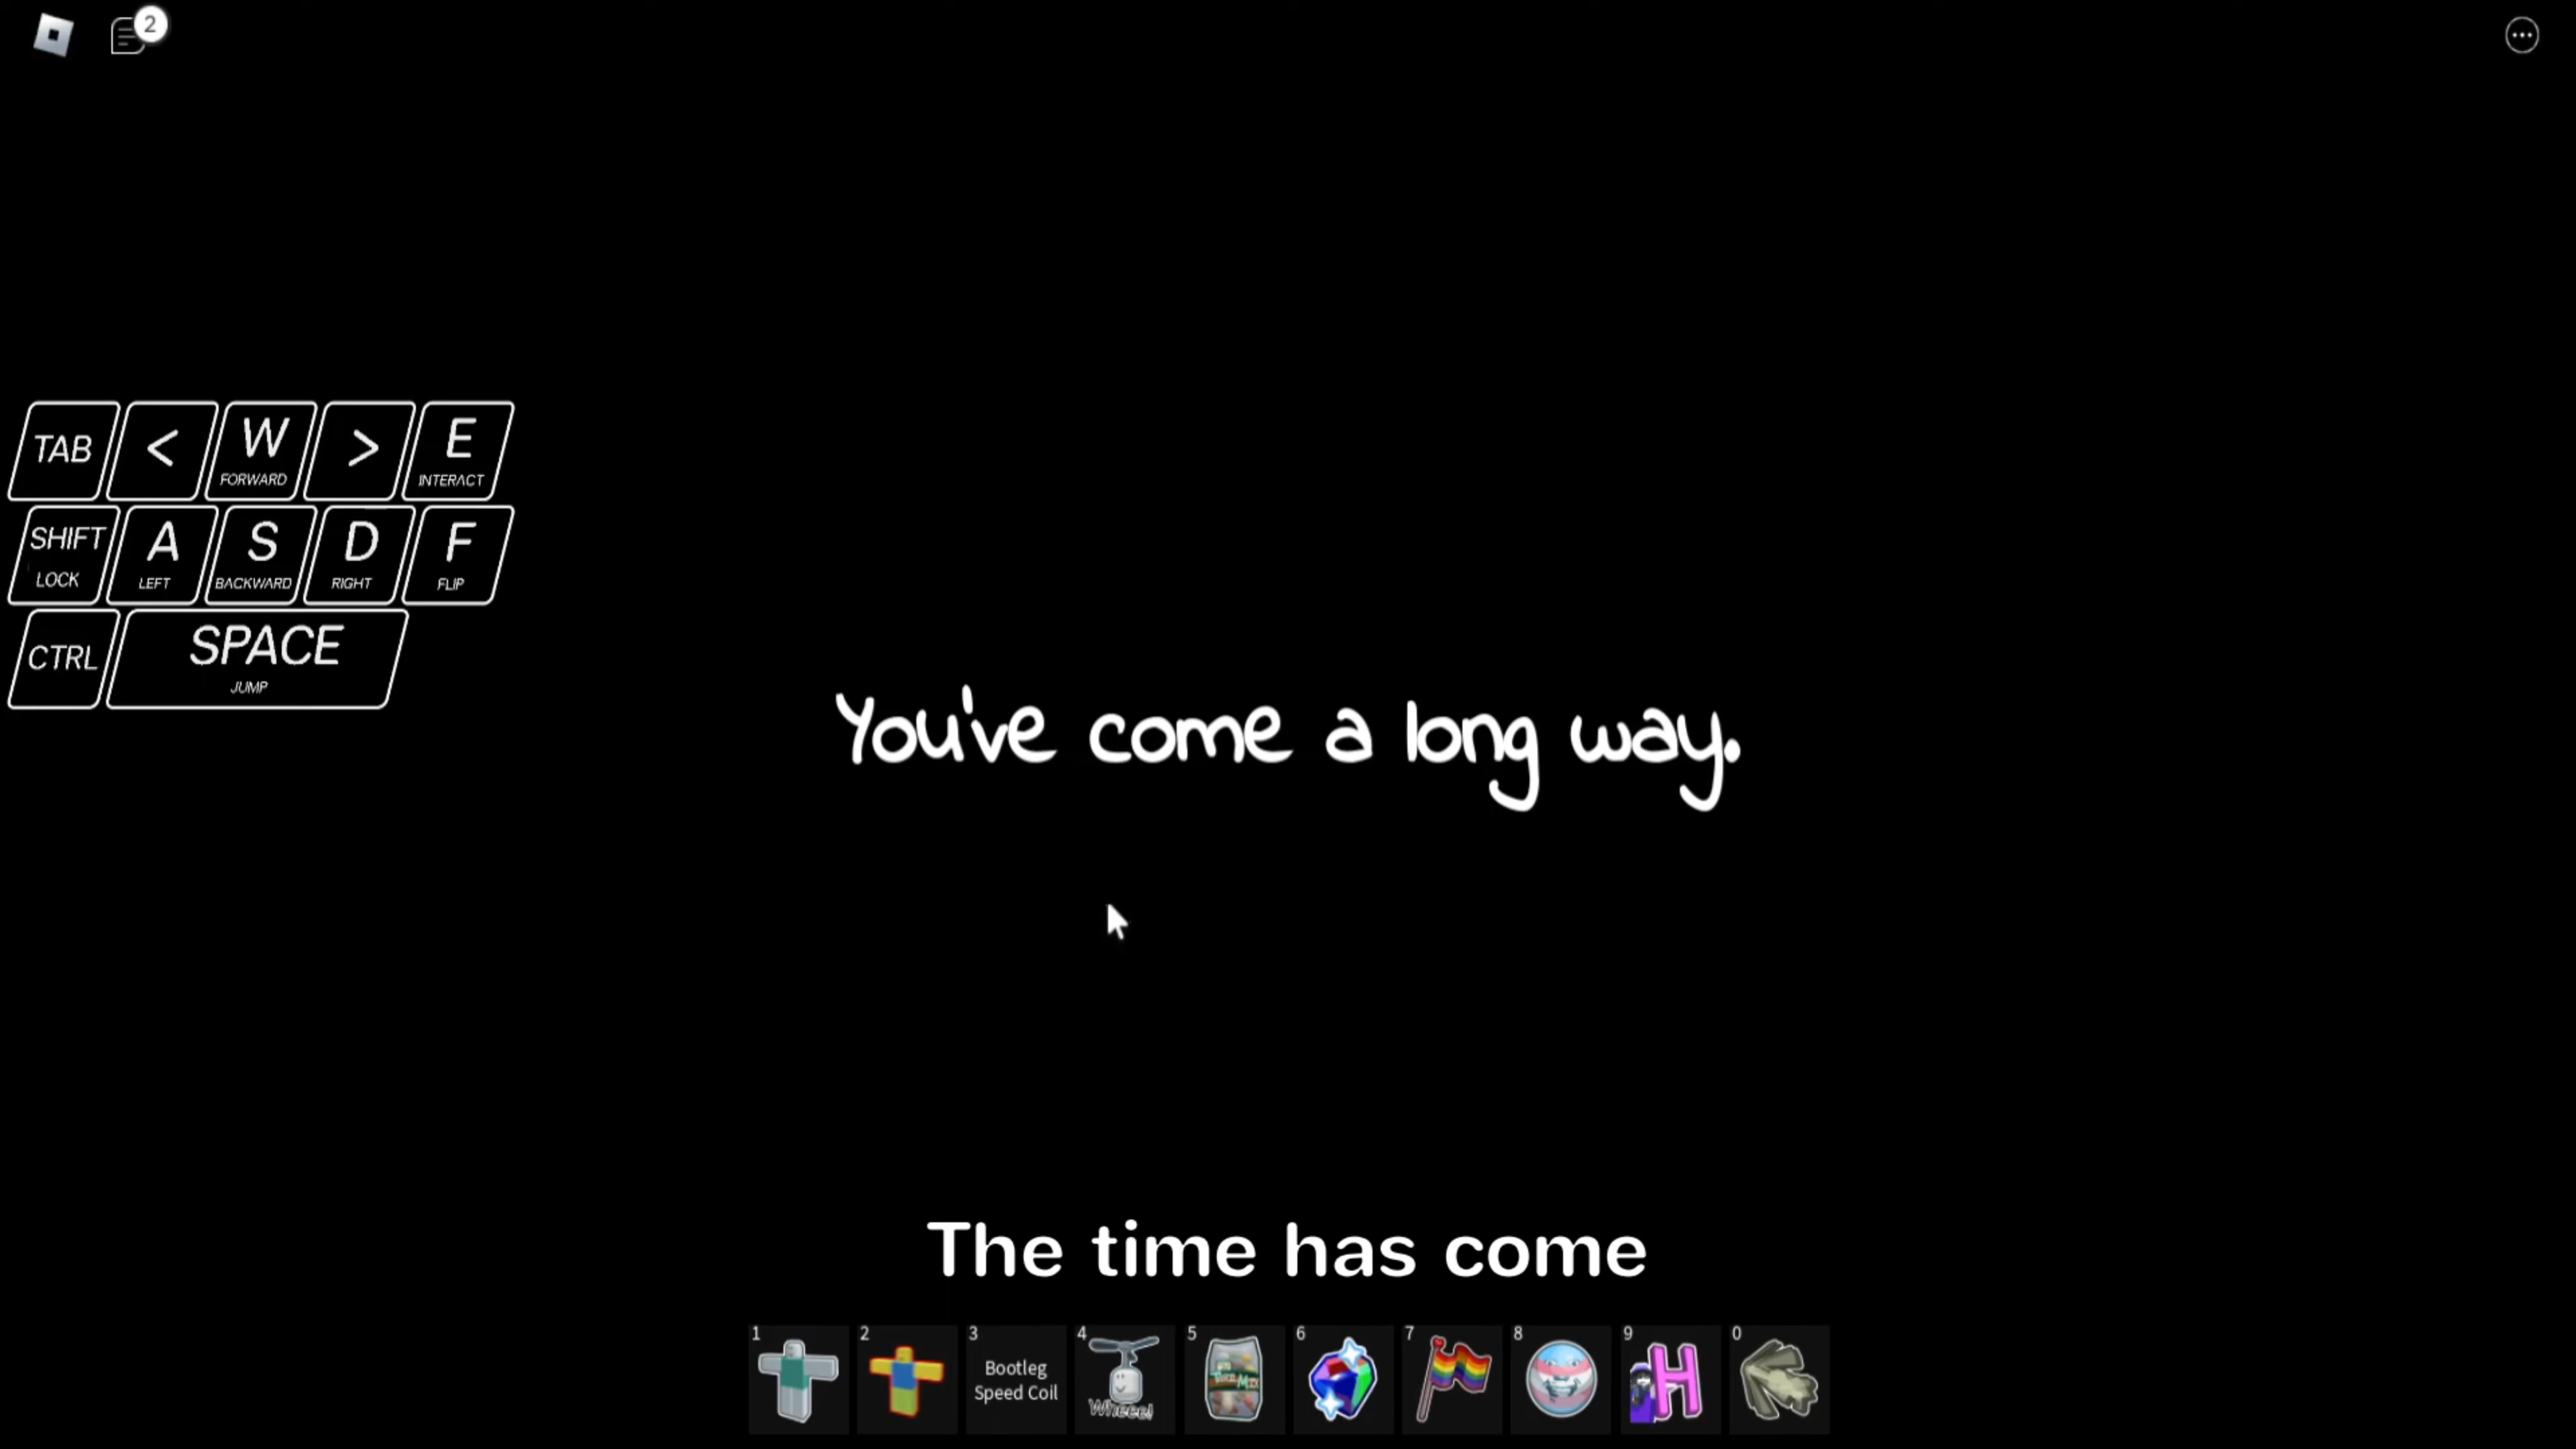 2
TAB < W > E
FORWARD INTERACT
SHIFT A S D F
LOCK LEFT BACKWARD RIGHT FLIP
CTRL SPACE
JUMP
You've come a long way.
The time has come
1 2 3 4 5 6 7 8 9 0
Bootleg
Speed Coil
Wheee!
H